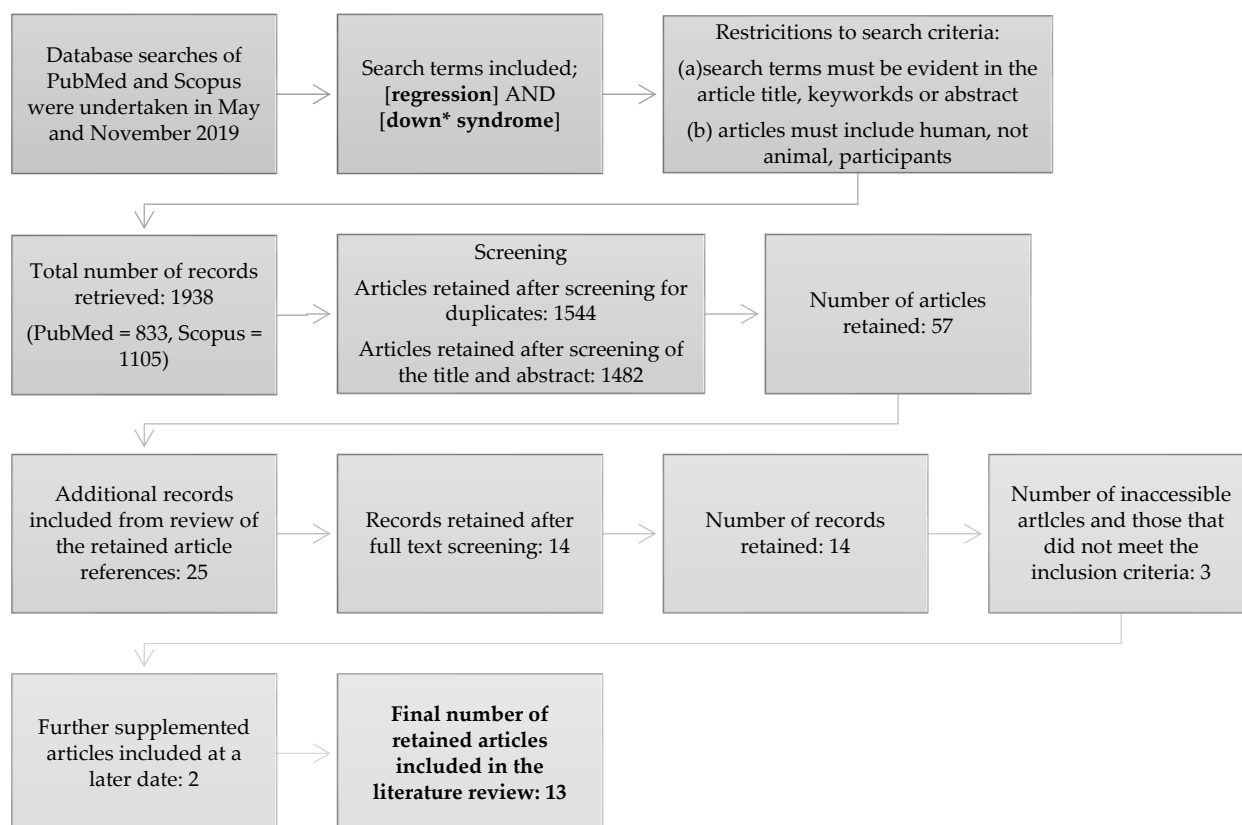 Database searches of
PubMed and Scopus
were undertaken in May
and November 2019
Search terms included;
[regression] AND
[down* syndrome]
Restricitions to search criteria:
(a)search terms must be evident in the
article title, keyworkds or abstract
(b) articles must include human, not
animal, participants
Total number of records
retrieved: 1938
(PubMed = 833, Scopus =
1105)
Screening
Articles retained after screening for
duplicates: 1544
Articles retained after screening of
the title and abstract: 1482
Number of articles
retained: 57
Additional records
included from review of
the retained article
references: 25
Records retained after
full text screening: 14
Number of records
retained: 14
Number of inaccessible
artlcles and those that
did not meet the
inclusion criteria: 3
Further supplemented
articles included at a
later date: 2
Final number of
retained articles
included in the
literature review: 13